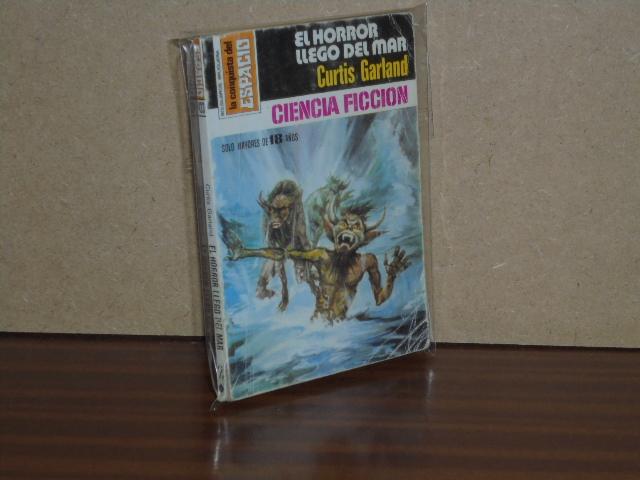 la conquista del
ESPACIO
EL HORROR
LLEGO DEL MAR
Curtis Garland
CIENCIA FICCION
SOLO MAYORES DE 18 AÑOS
Curtis Garland EL HORROR LLEGO DEL MAR